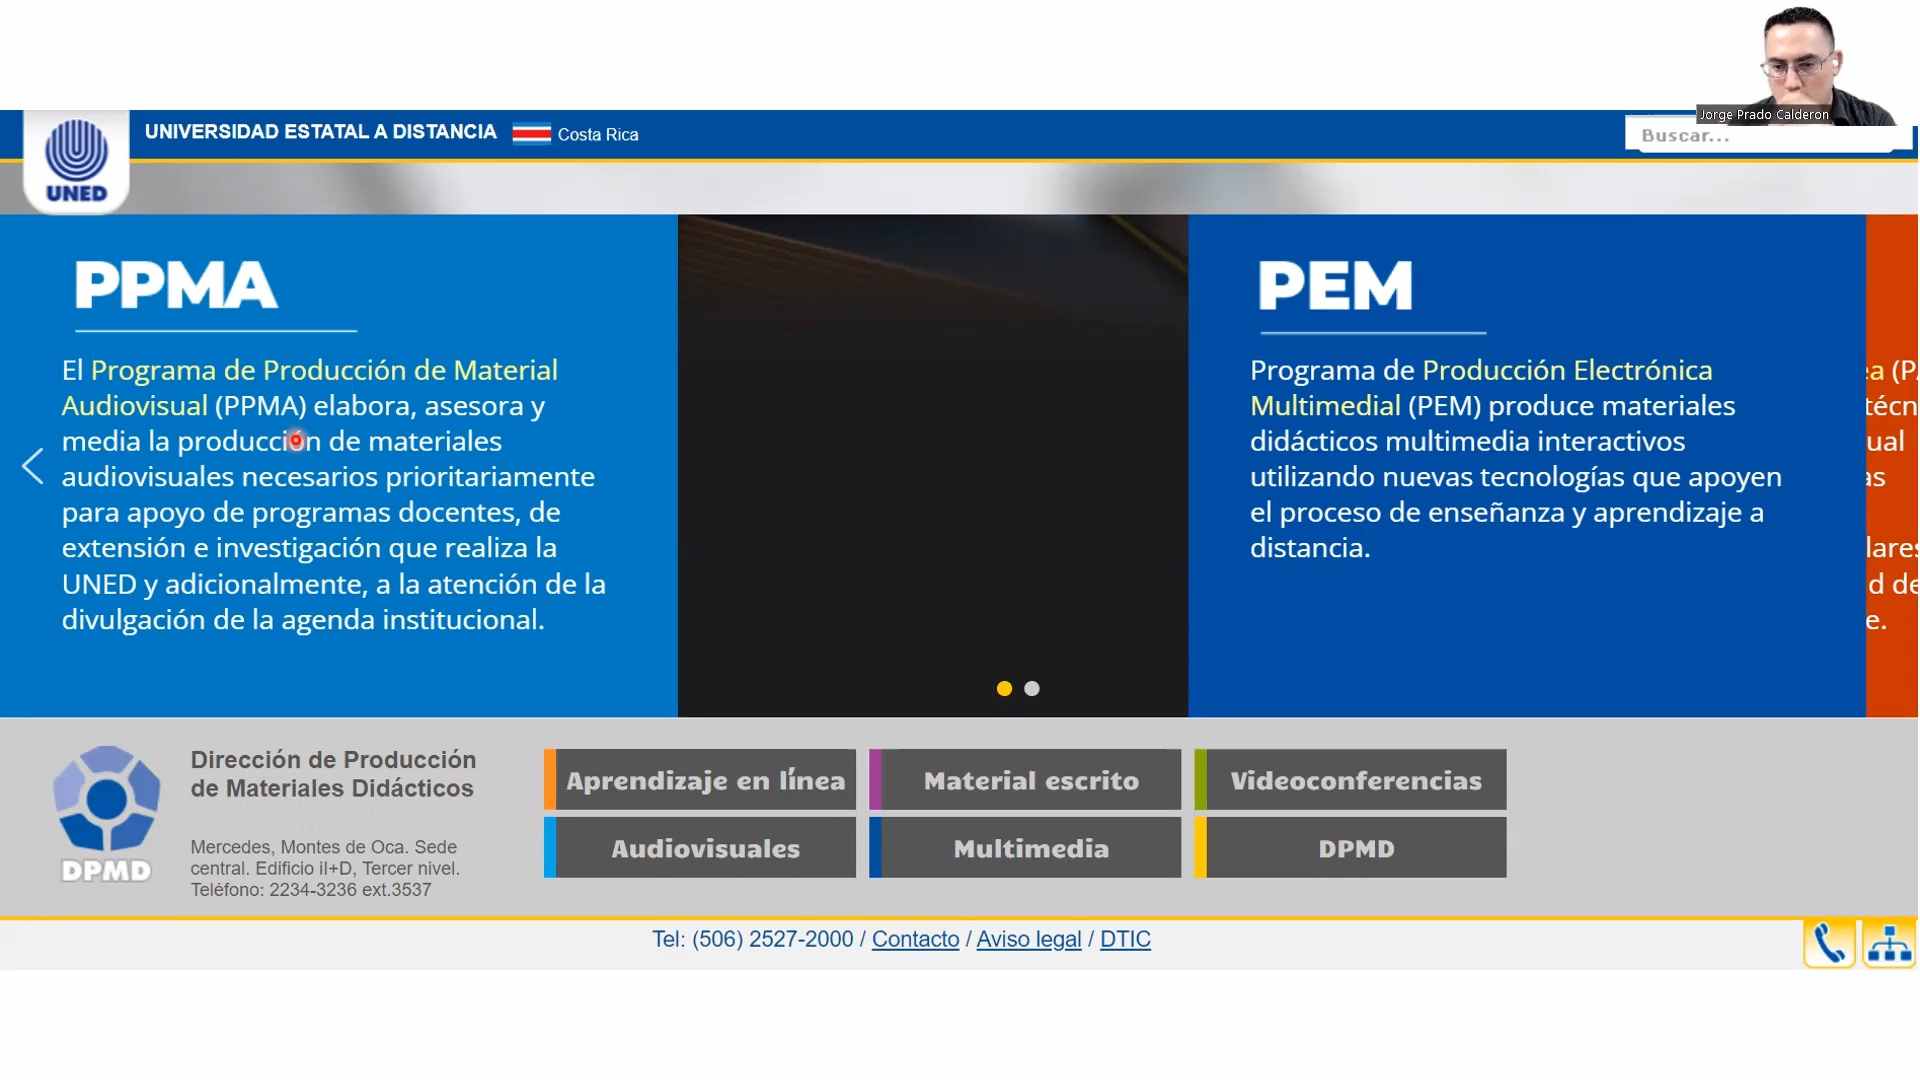 Jorge Prado Calderon
UNIVERSIDAD ESTATAL A DISTANCIA
Costa Rica
Buscar...
UNED
PPMA
El Programa de Producción de Material
Audiovisual (PPMA) elabora, asesora y
media la producción de materiales
audiovisuales necesarios prioritariamente
para apoyo de programas docentes, de
extensión e investigación que realiza la
UNED y adicionalmente, a la atención de la
divulgación de la agenda institucional.
PEM
Programa de Producción Electrónica
Multimedial (PEM) produce materiales
didácticos multimedia interactivos
utilizando nuevas tecnologías que apoyen
el proceso de enseñanza y aprendizaje a
distancia.
Dirección de Producción
de Materiales Didácticos
Mercedes, Montes de Oca. Sede
central. Edificio iI+D, Tercer nivel.
Teléfono: 2234-3236 ext.3537
DPMD
Aprendizaje en línea
Material escrito
Videoconferencias
Audiovisuales
Multimedia
DPMD
Tel: (506) 2527-2000 / Contacto / Aviso legal / DTIC